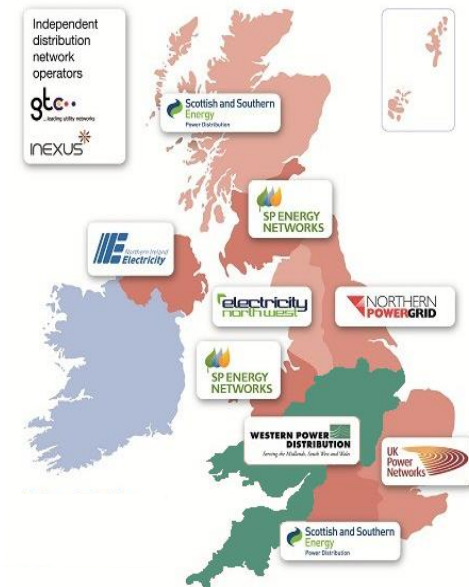 Independent
distribution
network
operators
gtc
...leading utility networks
INEXUS
Scottish and Southern
Energy
Power Distribution
SP ENERGY
NETWORKS
Northern Ireland
Electricity
electricity
north west
NORTHERN
POWERGRID
SP ENERGY
NETWORKS
WESTERN POWER
DISTRIBUTION
Serving the Midlands, South West and Wales
UK
Power
Networks
Scottish and Southern
Energy
Power Distribution